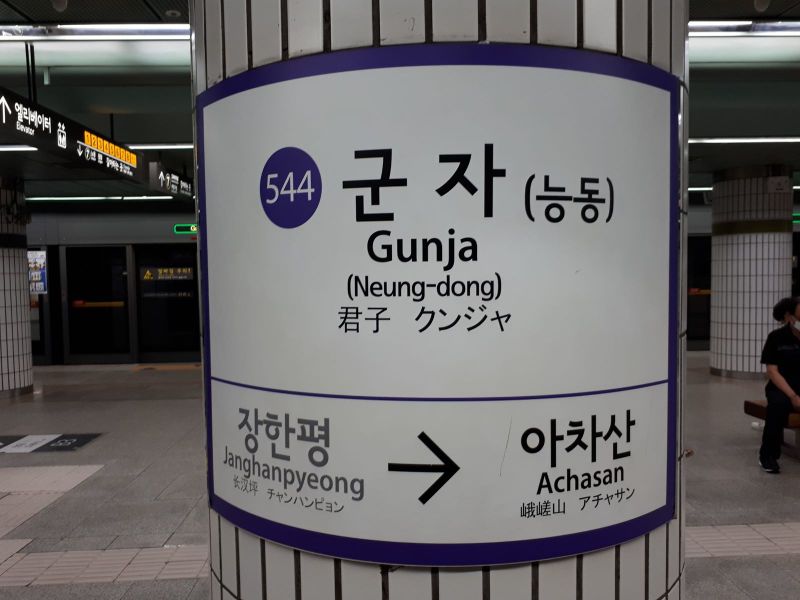 엘리베이터
Elevator
544 군자 (능동)
Gunja
(Neung-dong)
君子 クンジャ
장한평 → 아차산
Janghanpyeong Achasan
长汉坪 チャンハンピョン 峨嵯山 アチャサン